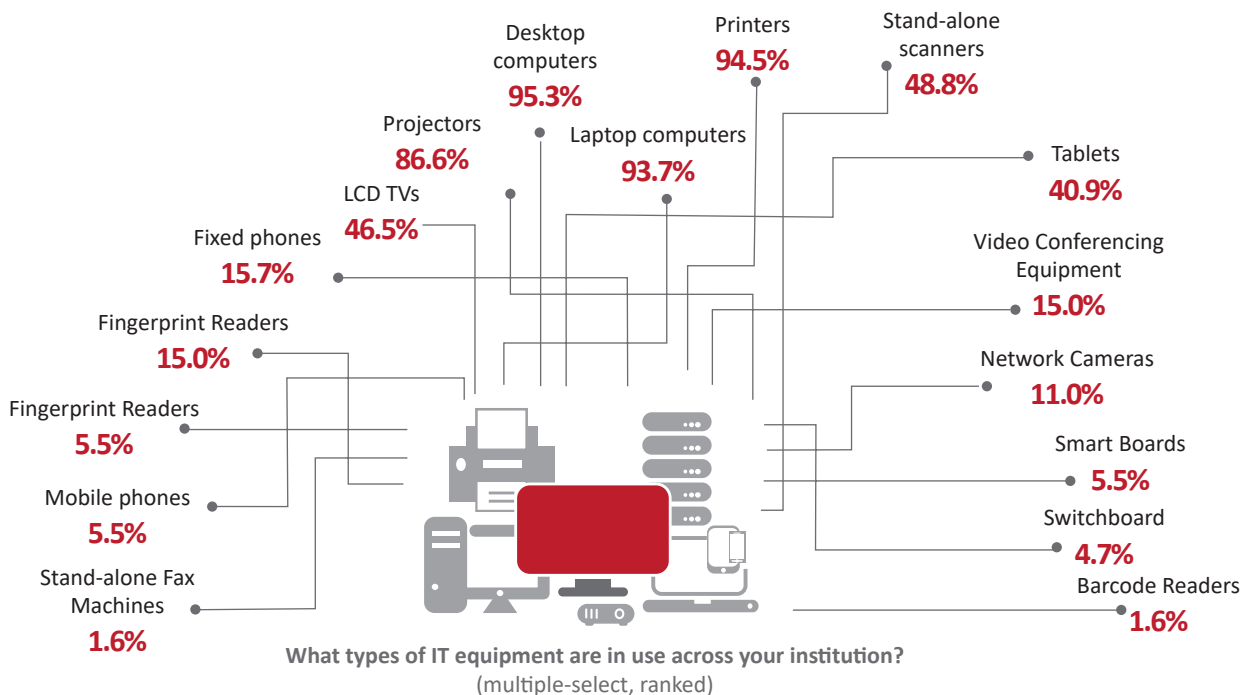 Printers
94.5%
Stand-alone
scanners
48.8%
Desktop
computers
95.3%
Projectors
86.6%
Laptop computers
93.7%
Tablets
40.9%
LCD TVs
46.5%
Fixed phones
15.7%
Video Conferencing
Equipment
15.0%
Fingerprint Readers
15.0%
Network Cameras
11.0%
Fingerprint Readers
5.5%
Smart Boards
5.5%
Mobile phones
5.5%
Switchboard
4.7%
Stand-alone Fax
Machines
1.6%
Barcode Readers
1.6%
What types of IT equipment are in use across your institution?
(multiple-select, ranked)